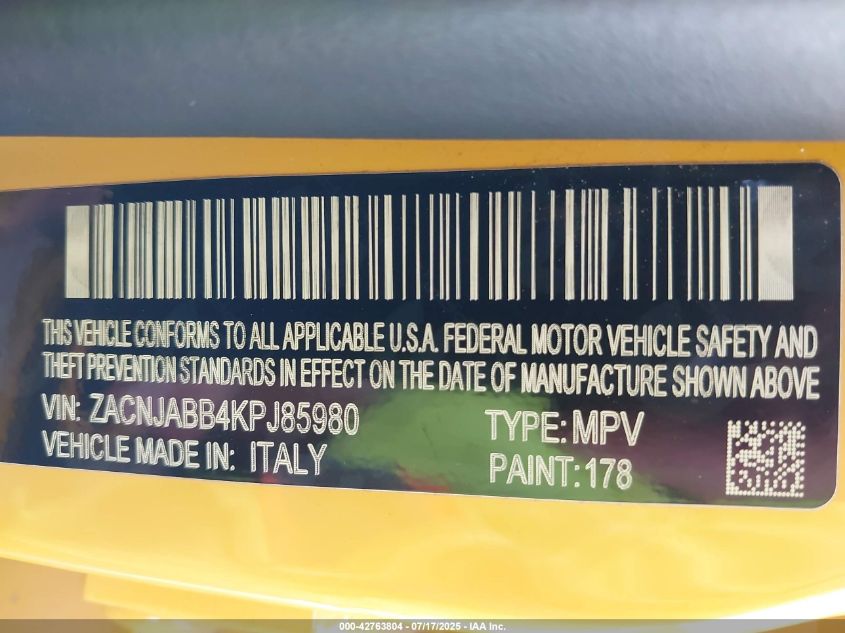 THIS VEHICLE CONFORMS TO ALL APPLICABLE U.S.A. FEDERAL MOTOR VEHICLE SAFETY AND
THEFT PREVENTION STANDARDS IN EFFECT ON THE DATE OF MANUFACTURE SHOWN ABOVE
VIN: ZACNJABB4KPJ85980 TYPE: MPV
VEHICLE MADE IN: ITALY PAINT: 178
000-42763804 - 07/17/2025 - IAA Inc.